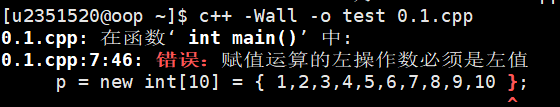 [u2351520@oop ~]$ c++ -Wall -o test 0.1.cpp
0.1.cpp: 在函数‘ int main()’ 中:
0.1.cpp:7:46: 错误：赋值运算的左操作数必须是左值
p = new int[10] = { 1,2,3,4,5,6,7,8,9,10 };
^